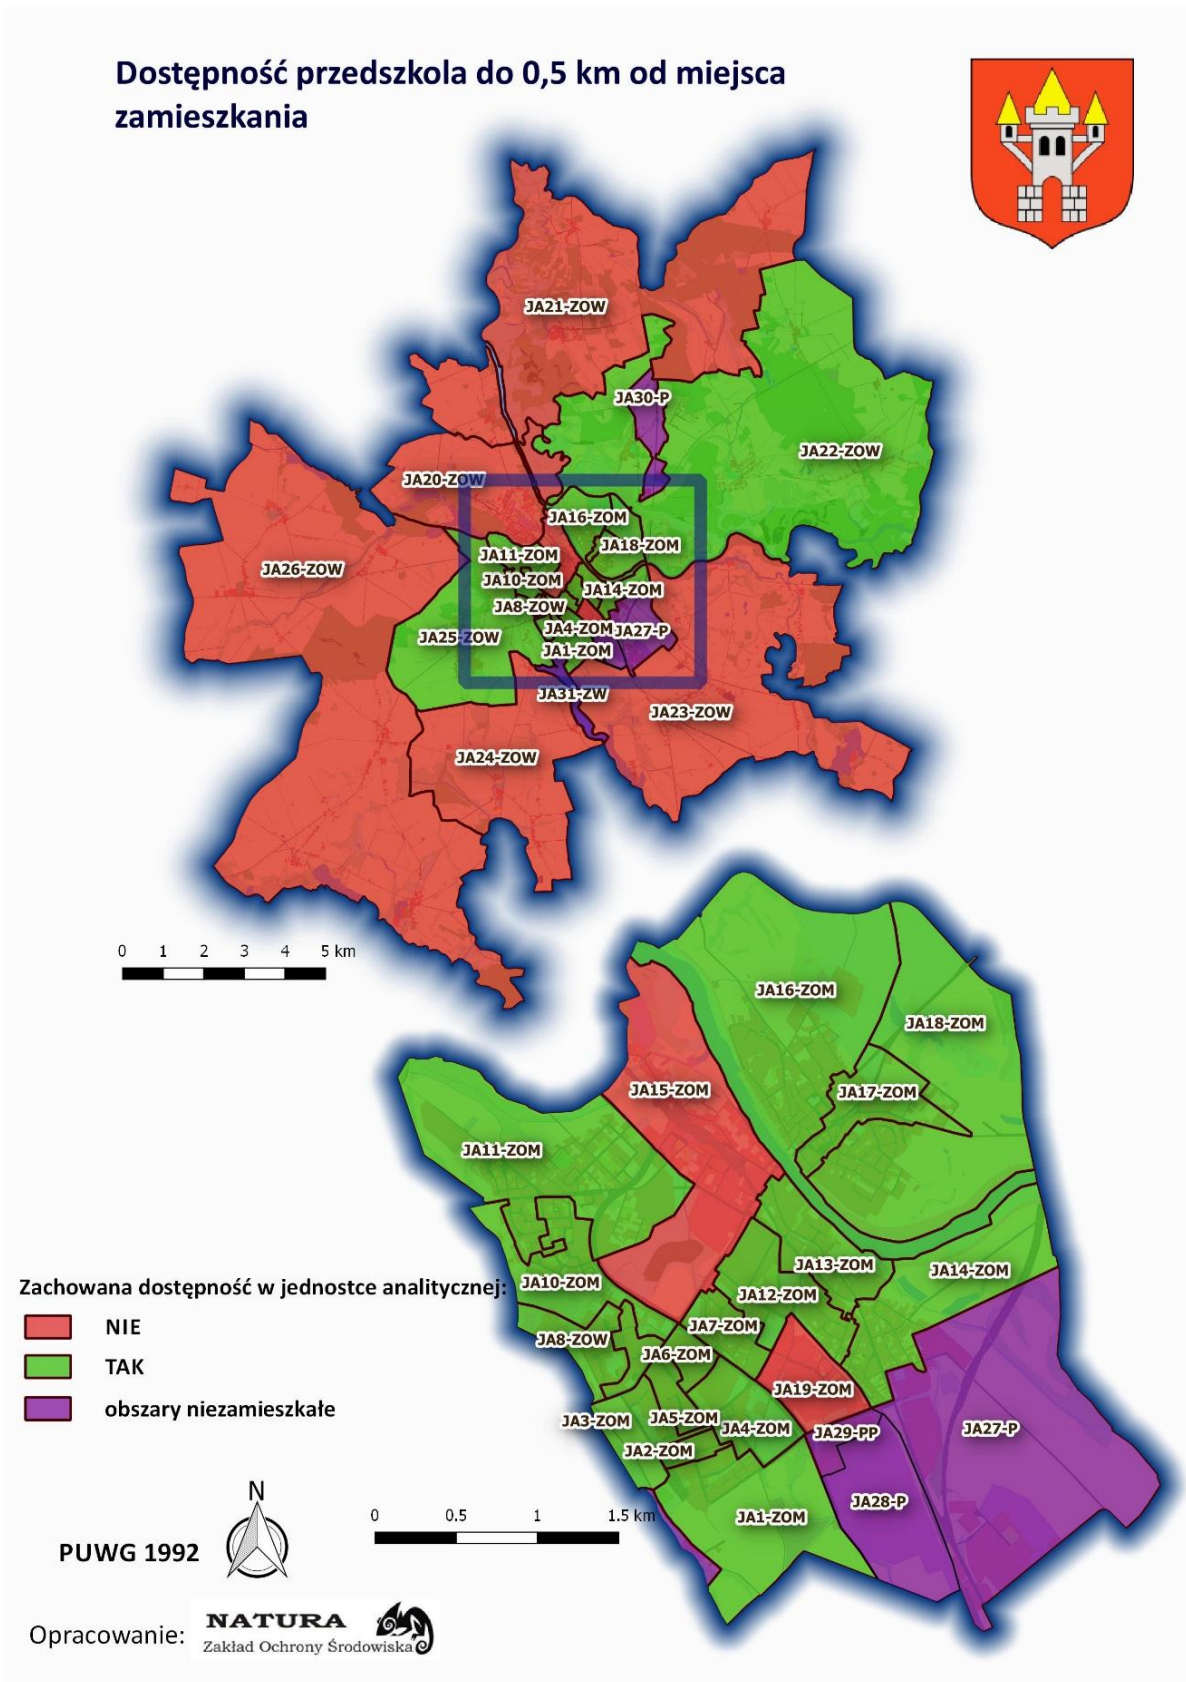 Dostępność przedszkola do 0,5 km od miejsca
zamieszkania
JA21-ZOW
JA30-P
JA22-ZOW
JA20-ZOW
JA16-ZOM
JA18-ZOM
JA11-ZOM
JA26-ZOW
JA10-ZOM
JA14-ZOM
JA8-ZOW
JA4-ZOM
JA27-P
JA25-ZOW
JA1-ZOM
JA31-ZW
JA23-ZOW
JA24-ZOW
0 1 2 3 4 5 km
JA16-ZOM
JA18-ZOM
JA15-ZOM
JA17-ZOM
JA11-ZOM
JA13-ZOM
JA14-ZOM
JA10-ZOM
JA12-ZOM
JA7-ZOM
JA8-ZOW
JA6-ZOM
JA19-ZOM
JA3-ZOM
JA5-ZOM
JA4-ZOM
JA29-PP
JA27-P
JA2-ZOM
JA28-P
JA1-ZOM
Zachowana dostępność w jednostce analitycznej:
NIE
TAK
obszary niezamieszkałe
N
0 0.5 1 1.5 km
PUWG 1992
Opracowanie:
NATURA
Zakład Ochrony Środowiska